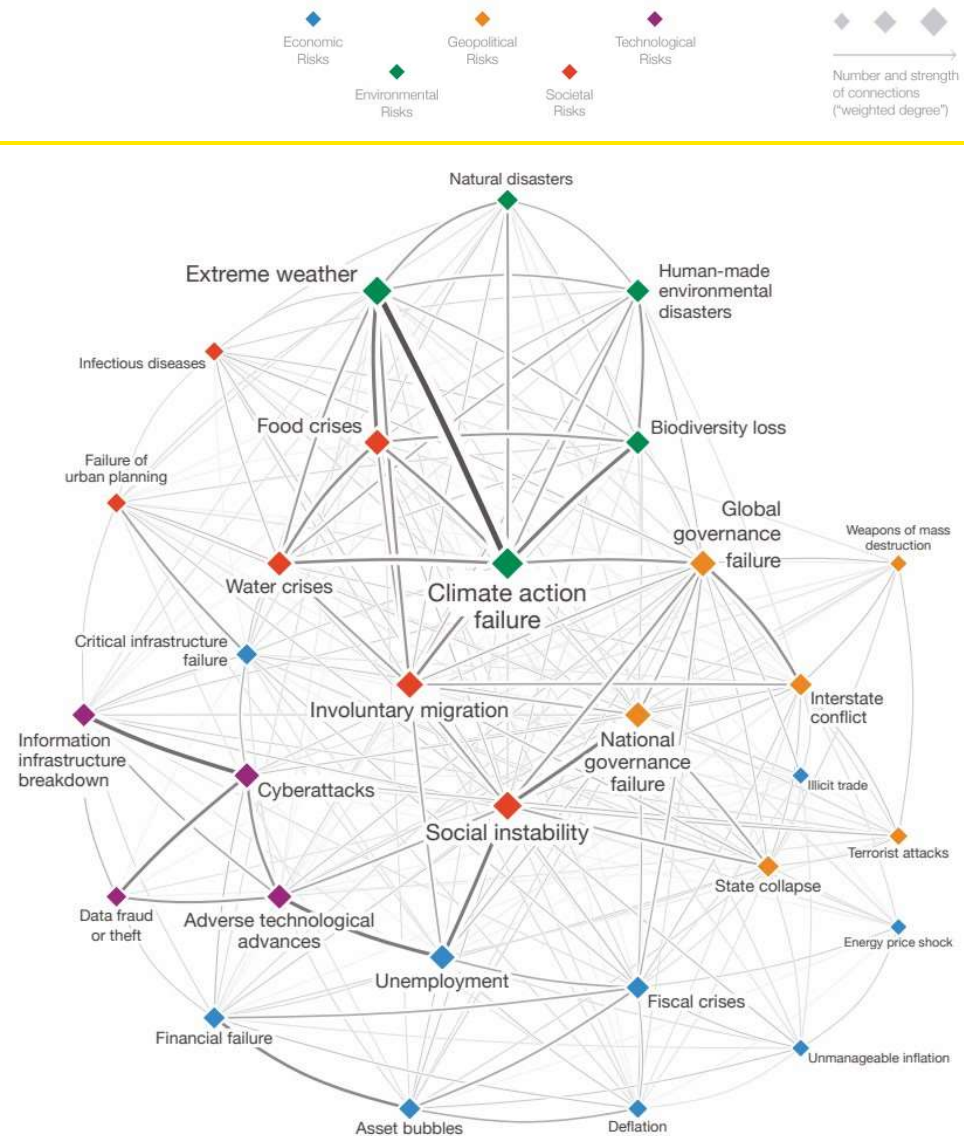 Economic
Risks
Geopolitical
Risks
Technological
Risks
Environmental
Risks
Societal
Risks
Number and strength
of connections
("weighted degree")
Natural disasters
Extreme weather
Human-made
environmental
disasters
Infectious diseases
Food crises
Biodiversity loss
Failure of
urban planning
Global
governance
failure
Weapons of mass
destruction
Water crises
Climate action
failure
Critical infrastructure
failure
Involuntary migration
Interstate
conflict
Information
infrastructure
breakdown
National
governance
failure
Cyberattacks
Illicit trade
Social instability
Terrorist attacks
State collapse
Data fraud
or theft
Adverse technological
advances
Energy price shock
Unemployment
Fiscal crises
Financial failure
Unmanageable inflation
Asset bubbles
Deflation